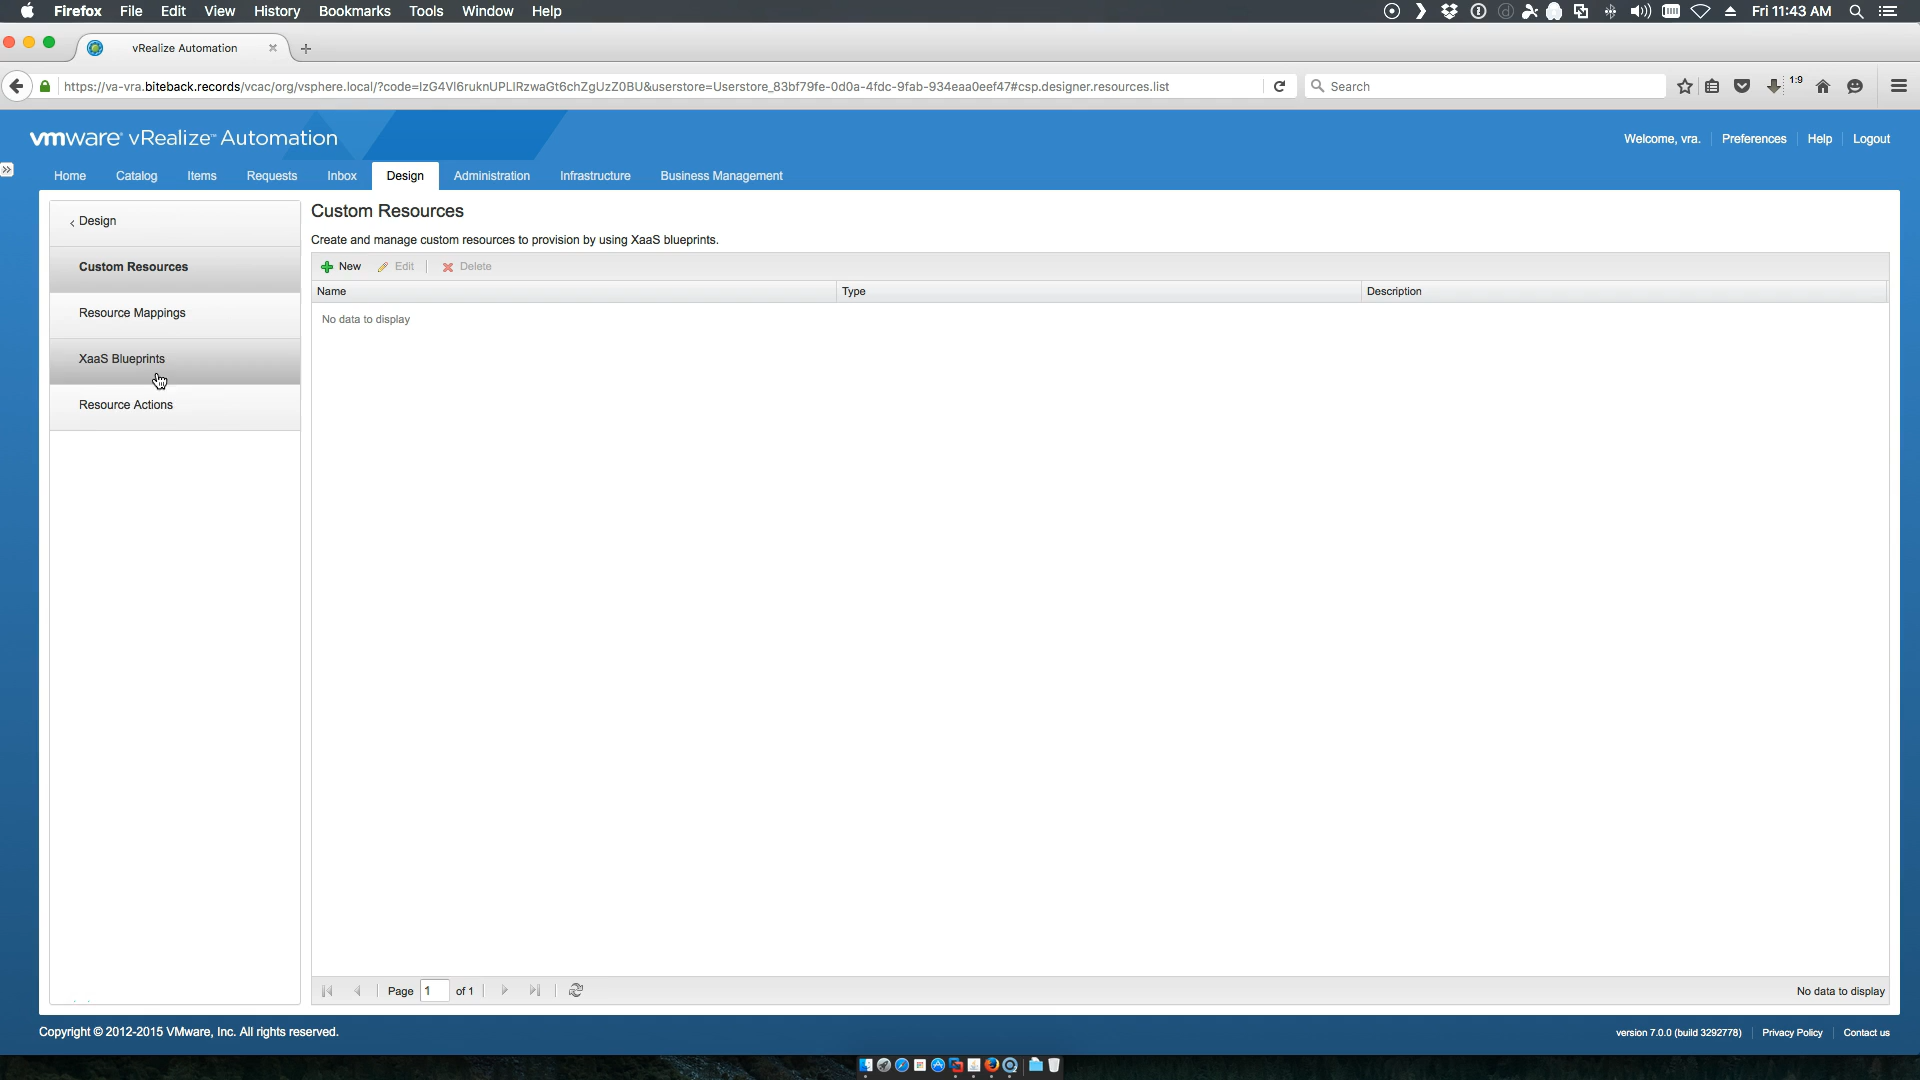 Firefox File Edit View History Bookmarks Tools Window Help Fri 11:43 AM
vRealize Automation
https://va-vra.biteback.records/vcac/org/vsphere.local/?code=IzG4Vl6ruknUPLIRzwaGt6chZgUzZ0BU&userstore=Userstore_83bf79fe-0d0a-4fdc-9fab-934eaa0eef47#csp.designer.resources.list Search 1:9
vmware® vRealize™ Automation
Welcome, vra. Preferences Help Logout
Home Catalog Items Requests Inbox Design Administration Infrastructure Business Management
Design
Custom Resources
Resource Mappings
XaaS Blueprints
Resource Actions
Custom Resources
Create and manage custom resources to provision by using XaaS blueprints.
New Edit Delete
Name Type Description
No data to display
Page 1 of 1 No data to display
Copyright © 2012-2015 VMware, Inc. All rights reserved.
version 7.0.0 (build 3292778) Privacy Policy Contact us